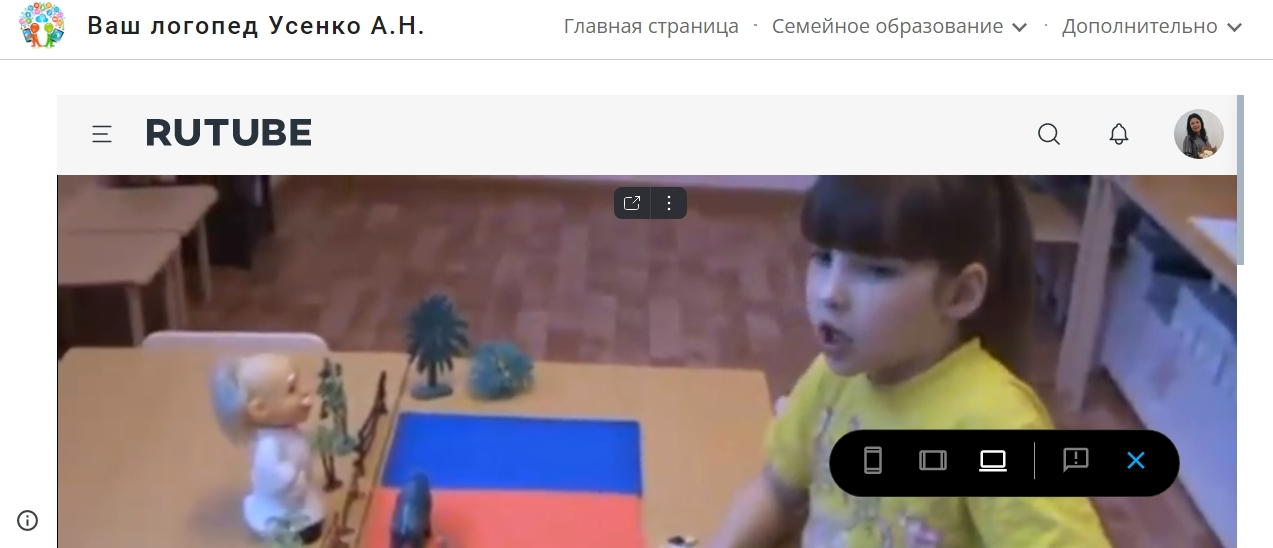 Ваш логопед Усенко А.Н.
Главная страница · Семейное образование · Дополнительно
RUTUBE